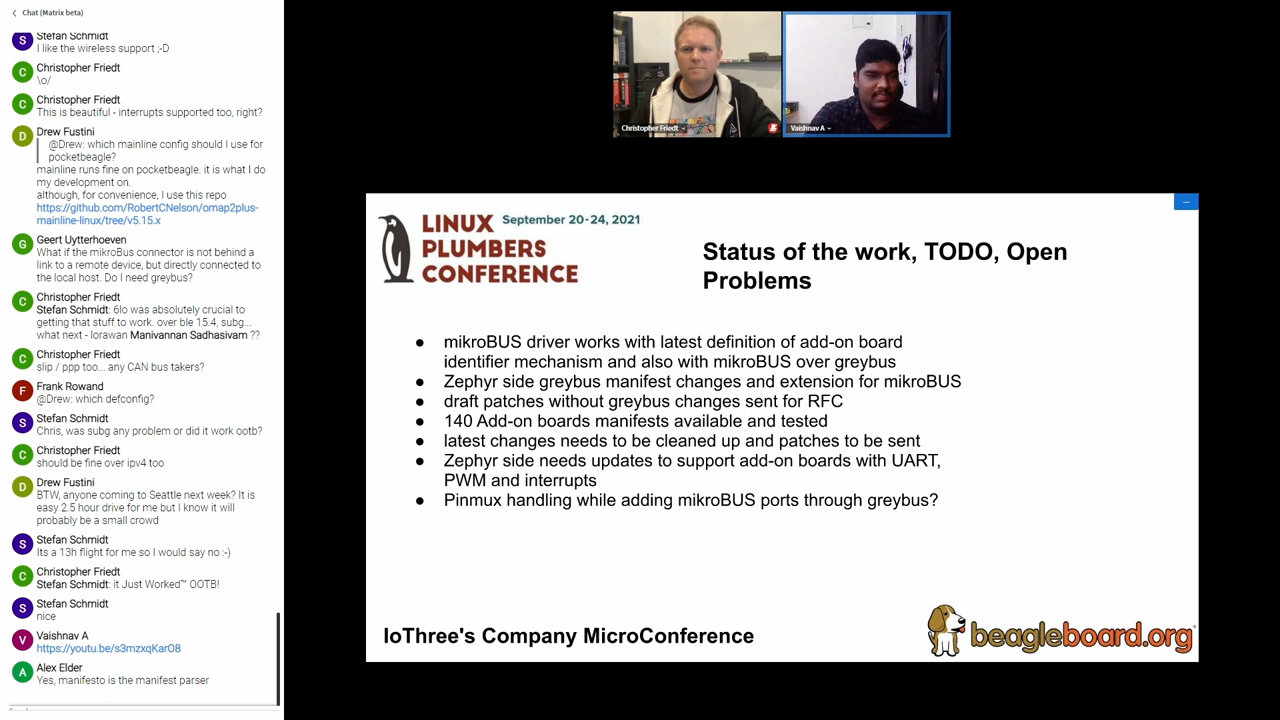 Chat (Matrix beta)
Stefan Schmidt
I like the wireless support ;-D
Christopher Friedt
\o/
Christopher Friedt
This is beautiful - interrupts supported too, right?
Drew Fustini
@Drew: which mainline config should I use for
pocketbeagle?
mainline runs fine on pocketbeagle. it is what I do
my development on.
although, for convenience, I use this repo
https://github.com/RobertCNelson/omap2plus-
mainline-linux/tree/v5.15.x
Geert Uytterhoeven
What if the mikroBus connector is not behind a
link to a remote device, but directly connected to
the local host. Do I need greybus?
Christopher Friedt
Stefan Schmidt: 6lo was absolutely crucial to
getting that stuff to work. over ble 15.4, subg...
what next - lorawan Manivannan Sadhasivam ??
Christopher Friedt
slip / ppp too... any CAN bus takers?
Frank Rowand
@Drew: which defconfig?
Stefan Schmidt
Chris, was subg any problem or did it work ootb?
Christopher Friedt
should be fine over ipv4 too
Drew Fustini
BTW, anyone coming to Seattle next week? It is
easy 2.5 hour drive for me but I know it will
probably be a small crowd
Stefan Schmidt
Its a 13h flight for me so I would say no :-)
Christopher Friedt
Stefan Schmidt: it Just Worked™ OOTB!
Stefan Schmidt
nice
Vaishnav A
https://youtu.be/s3mzxqKarO8
Alex Elder
Yes, manifesto is the manifest parser
S
C
C
D
G
C
C
F
S
C
D
S
C
S
V
A
Christopher Friedt
Vaishnav A
LINUX
PLUMBERS
CONFERENCE
September 20-24, 2021
Status of the work, TODO, Open
Problems
● mikroBUS driver works with latest definition of add-on board
identifier mechanism and also with mikroBUS over greybus
● Zephyr side greybus manifest changes and extension for mikroBUS
● draft patches without greybus changes sent for RFC
● 140 Add-on boards manifests available and tested
● latest changes needs to be cleaned up and patches to be sent
● Zephyr side needs updates to support add-on boards with UART,
PWM and interrupts
● Pinmux handling while adding mikroBUS ports through greybus?
IoThree's Company MicroConference
beagleboard.org